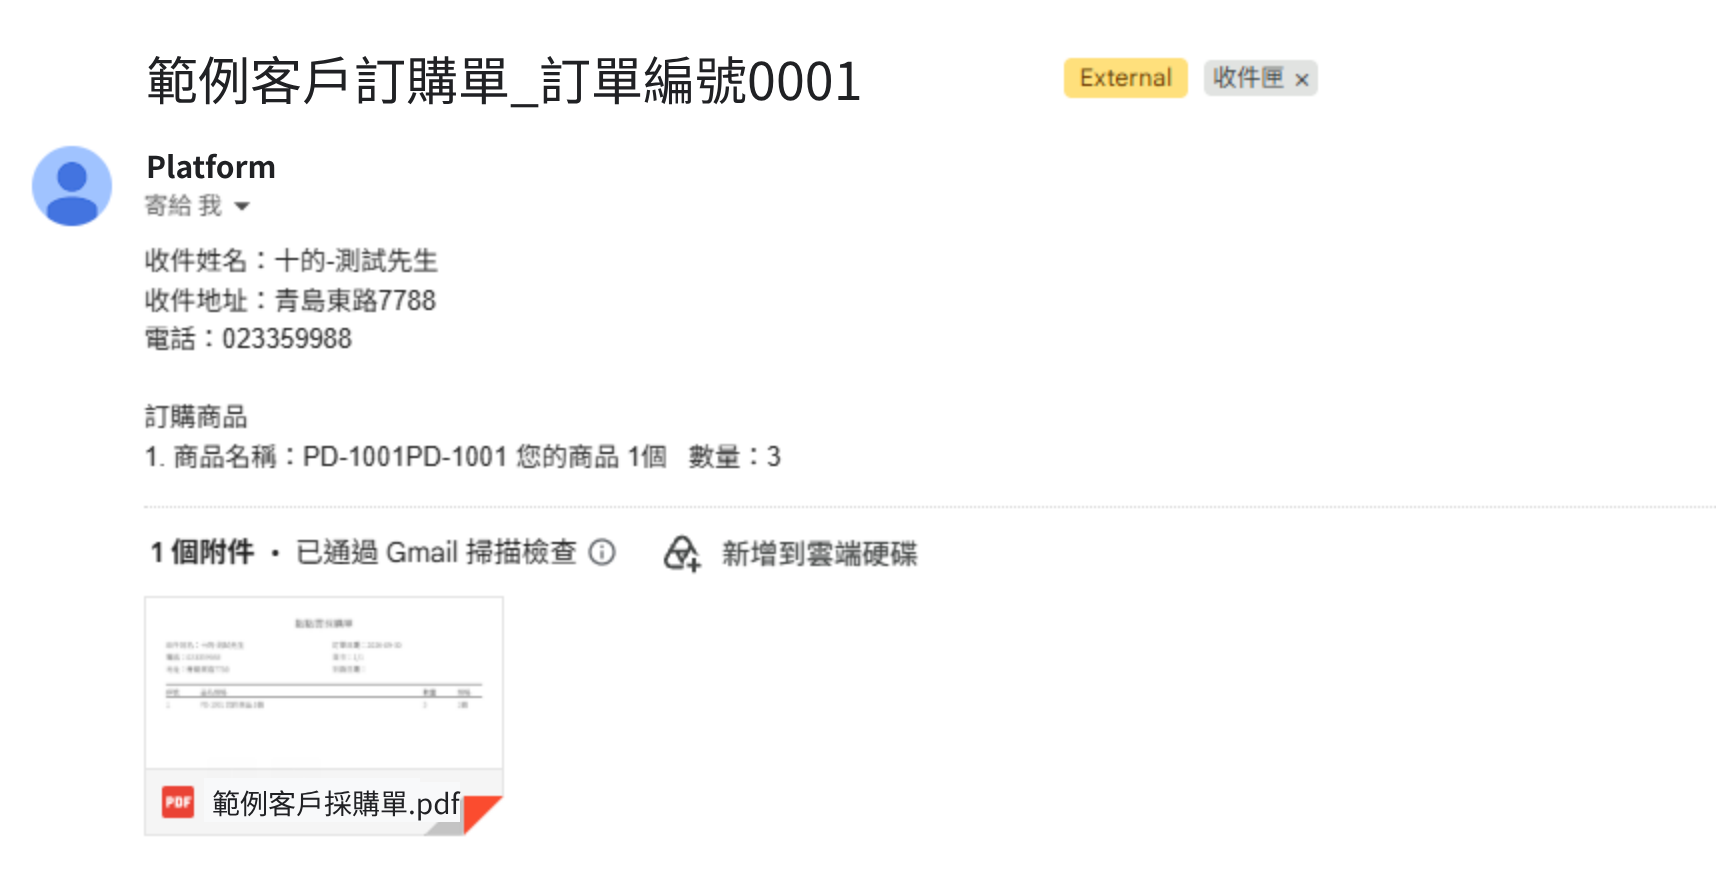 範例客戶訂購單_訂單編號0001
External 收件匣 ×
Platform
寄給 我
收件姓名：十的-測試先生
收件地址：青島東路7788
電話：023359988
訂購商品
1. 商品名稱：PD-1001PD-1001 您的商品 1個 數量：3
1 個附件 • 已通過 Gmail 掃描檢查 新增到雲端硬碟
PDF 範例客戶採購單.pdf